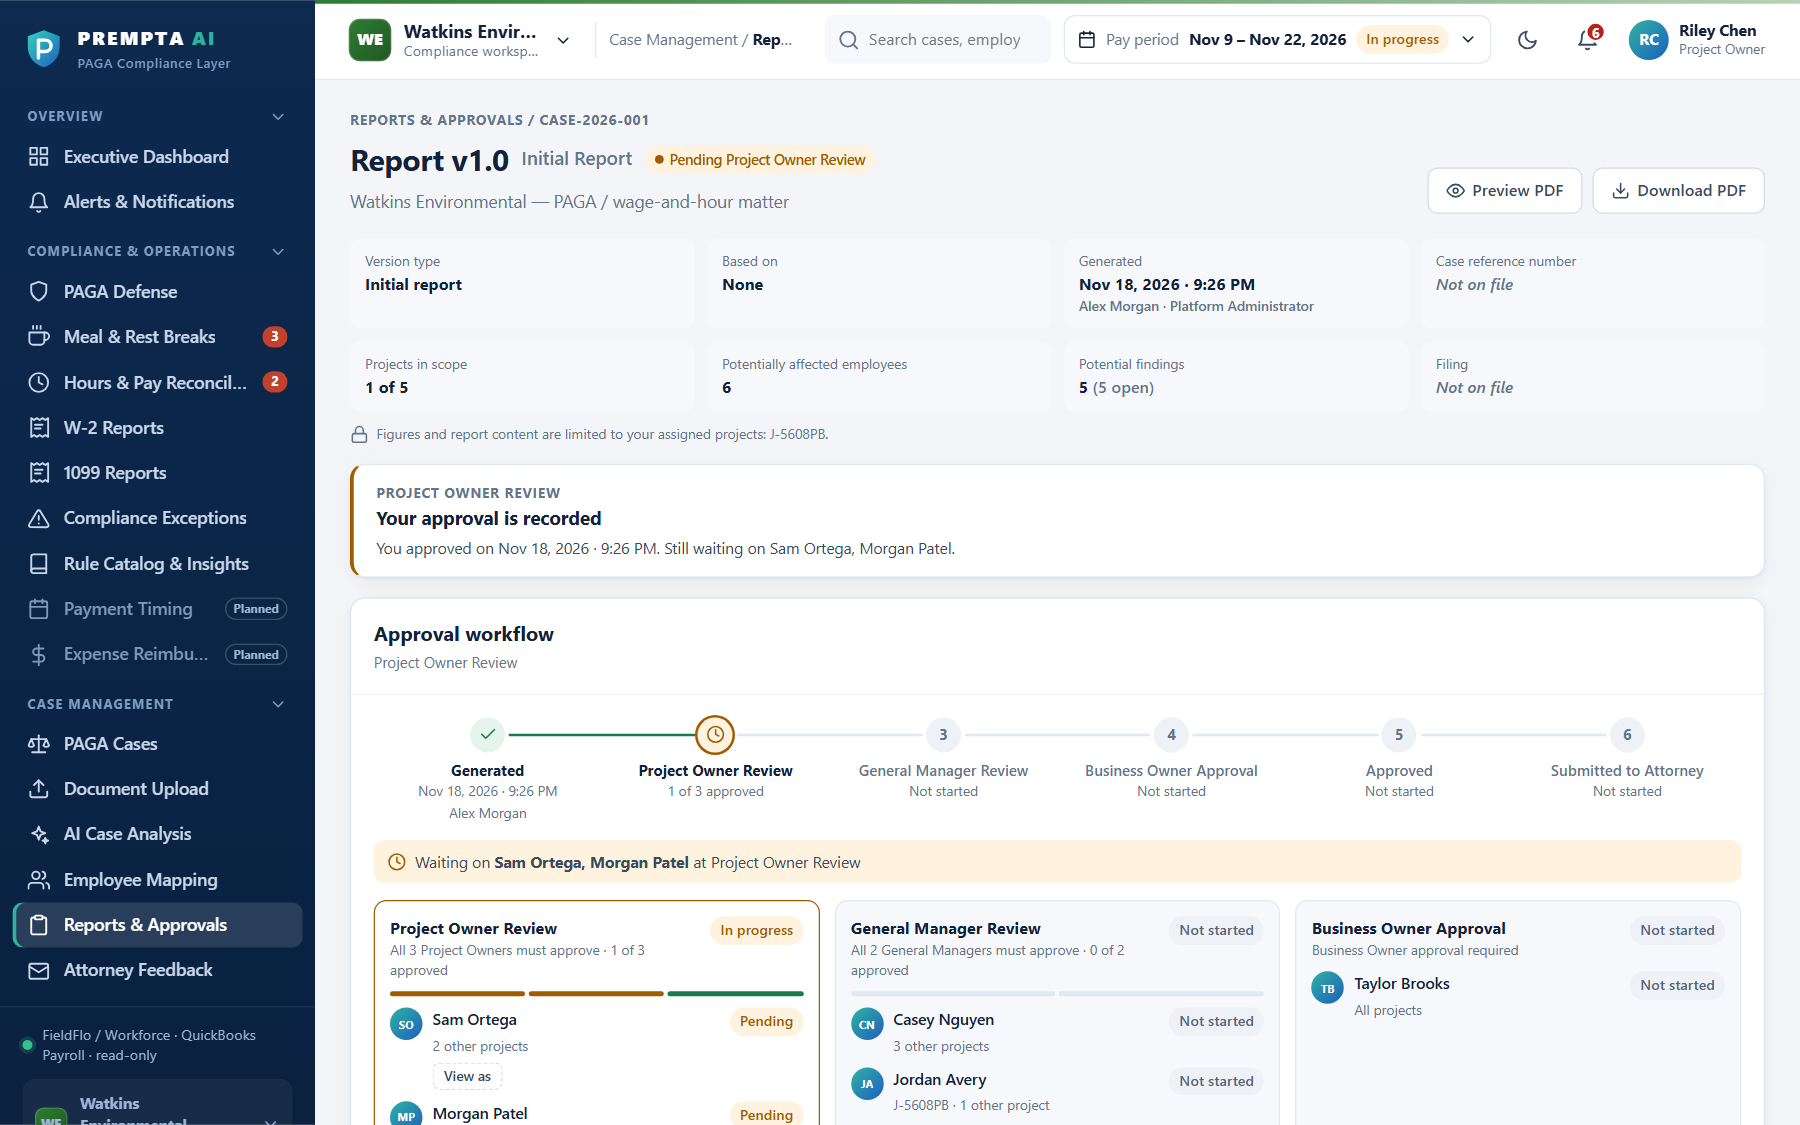 PREMPTA AI
PAGA Compliance Layer
OVERVIEW
Executive Dashboard
Alerts & Notifications
COMPLIANCE & OPERATIONS
PAGA Defense
Meal & Rest Breaks 3
Hours & Pay Reconcil... 2
W-2 Reports
1099 Reports
Compliance Exceptions
Rule Catalog & Insights
Payment Timing Planned
Expense Reimbu... Planned
CASE MANAGEMENT
PAGA Cases
Document Upload
AI Case Analysis
Employee Mapping
Reports & Approvals
Attorney Feedback
FieldFlo / Workforce · QuickBooks
Payroll · read-only
WE
Watkins
Environmental
WE
Watkins Envir...
Compliance worksp...
Case Management / Rep...
Search cases, employ
Pay period Nov 9 – Nov 22, 2026 In progress
6
RC
Riley Chen
Project Owner
REPORTS & APPROVALS / CASE-2026-001
Report v1.0 Initial Report Pending Project Owner Review
Watkins Environmental — PAGA / wage-and-hour matter
Preview PDF
Download PDF
Version type
Initial report
Based on
None
Generated
Nov 18, 2026 · 9:26 PM
Alex Morgan · Platform Administrator
Case reference number
Not on file
Projects in scope
1 of 5
Potentially affected employees
6
Potential findings
5 (5 open)
Filing
Not on file
Figures and report content are limited to your assigned projects: J-5608PB.
PROJECT OWNER REVIEW
Your approval is recorded
You approved on Nov 18, 2026 · 9:26 PM. Still waiting on Sam Ortega, Morgan Patel.
Approval workflow
Project Owner Review
Generated
Nov 18, 2026 · 9:26 PM
Alex Morgan
Project Owner Review
1 of 3 approved
3
General Manager Review
Not started
4
Business Owner Approval
Not started
5
Approved
Not started
6
Submitted to Attorney
Not started
Waiting on Sam Ortega, Morgan Patel at Project Owner Review
Project Owner Review
In progress
All 3 Project Owners must approve · 1 of 3
approved
SO
Sam Ortega
Pending
2 other projects
View as
MP
Morgan Patel
Pending
General Manager Review
Not started
All 2 General Managers must approve · 0 of 2
approved
CN
Casey Nguyen
Not started
3 other projects
JA
Jordan Avery
Not started
J-5608PB · 1 other project
Business Owner Approval
Not started
Business Owner approval required
TB
Taylor Brooks
Not started
All projects